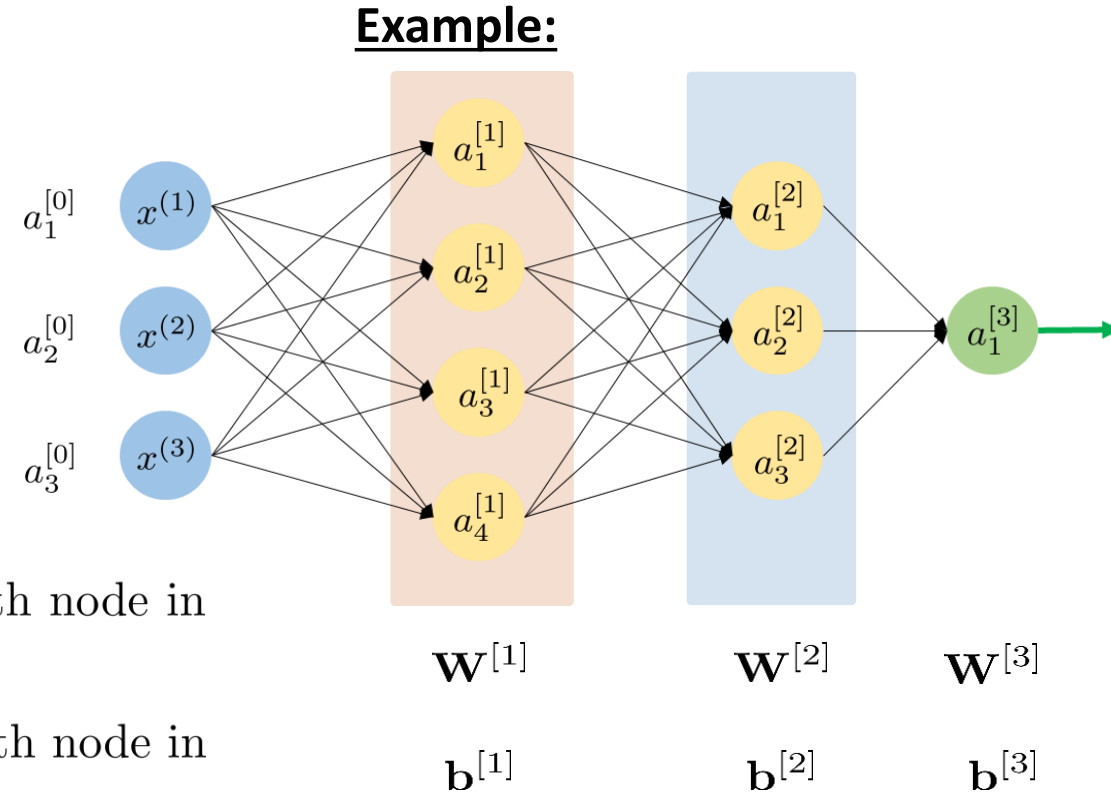 Example:
a_1^{[1]}
a_1^{[0]} x^{(1)} a_1^{[2]}
a_2^{[1]}
a_2^{[0]} x^{(2)} a_2^{[2]} a_1^{[3]}
a_3^{[1]}
a_3^{[0]} x^{(3)} a_3^{[2]}
a_4^{[1]}
th node in
W^{[1]} W^{[2]} W^{[3]}
th node in
b^{[1]} b^{[2]} b^{[3]}